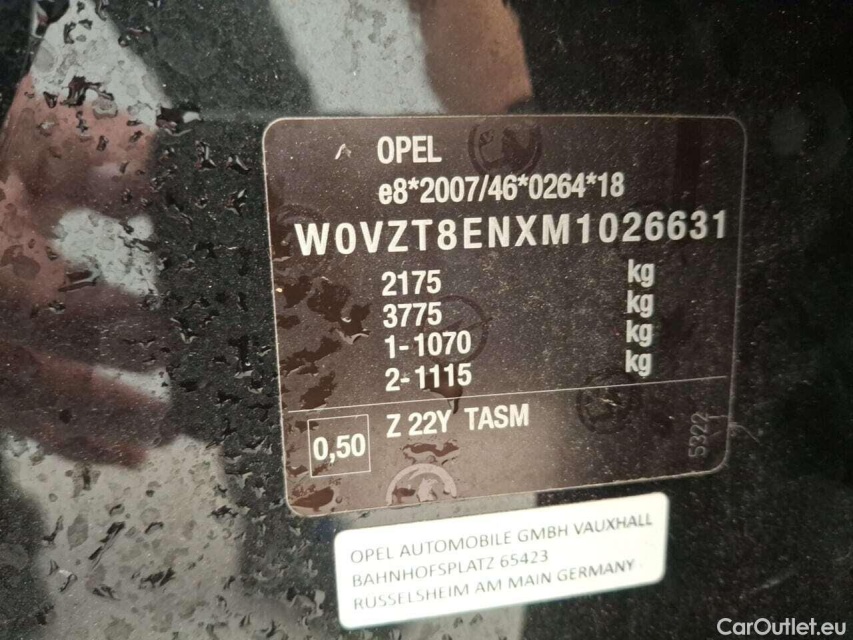 OPEL
e8*2007/46*0264*18
W0VZT8ENXM1026631
2175 kg
3775 kg
1-1070 kg
2-1115 kg
0,50 Z 22Y TASM
5322
OPEL AUTOMOBILE GMBH VAUXHALL
BAHNHOFSPLATZ 65423
RUSSELSHEIM AM MAIN GERMANY
CarOutlet.eu